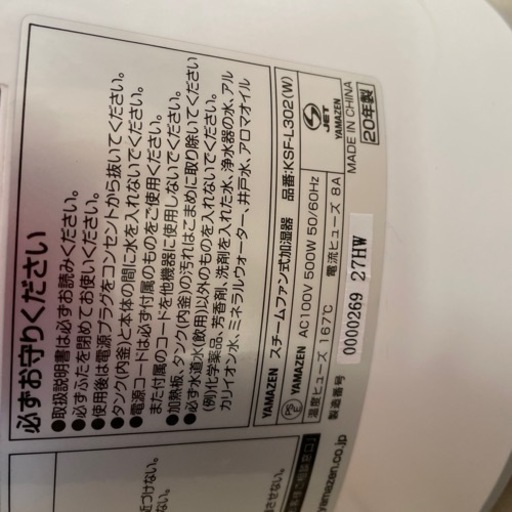 必ずお守りください
●取扱説明書は必ずお読みください。
●必ずふたを閉めてお使いください。
●使用後は電源プラグをコンセントから抜いてください。
●タンク(内釜)と本体の間に水を入れないでください。
●電源コードは必ず付属のものをご使用ください。
また付属のコードを他機器に使用しないでください。
●加熱板、タンク(内釜)の汚れはこまめに取り除いてください。
●必ず水道水(飲用)以外のものを入れないでください。
(例)化学薬品、芳香剤、洗剤を入れた水、浄水器の水、アル
カリイオン水、ミネラルウォーター、井戸水、アロマオイル
YAMAZEN スチームファン式加湿器 品番:KSF-L302(W)
PS E YAMAZEN AC100V 500W 50/60Hz
温度ヒューズ 167℃ 電流ヒューズ 8A
製造番号 0000269 27HW
S JET
YAMAZEN
MADE IN CHINA
20年製
近づけない。
さない。
yamazen.co.jp